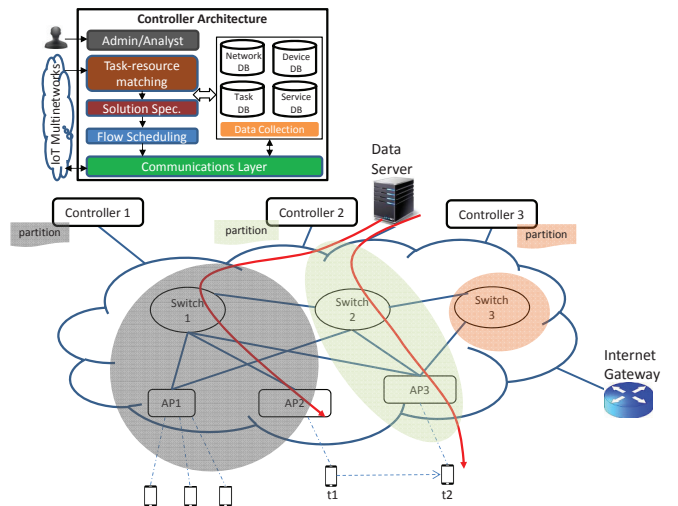 Controller Architecture
Admin/Analyst
Task-resource
matching
Solution Spec.
Flow Scheduling
Communications Layer
Network
DB
Device
DB
Task
DB
Service
DB
Data Collection
IoT Multinetworks
Data
Server
Controller 1
Controller 2
Controller 3
partition
partition
partition
Switch
1
Switch
2
Switch
3
Internet
Gateway
AP1
AP2
AP3
t1
t2